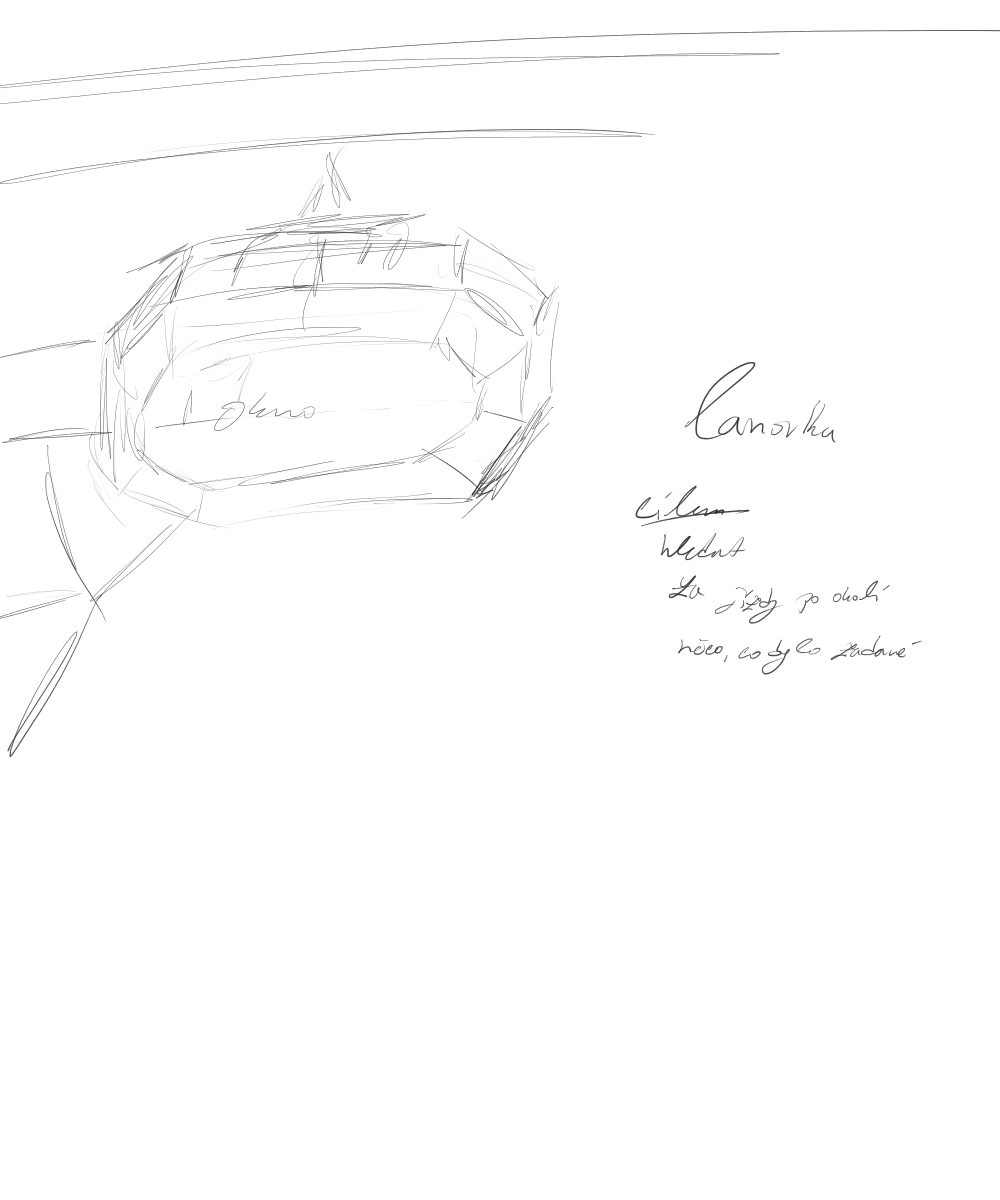 okno
lanovka
cílem
hledat
za jízdy po okolí
něco, co bylo zadané